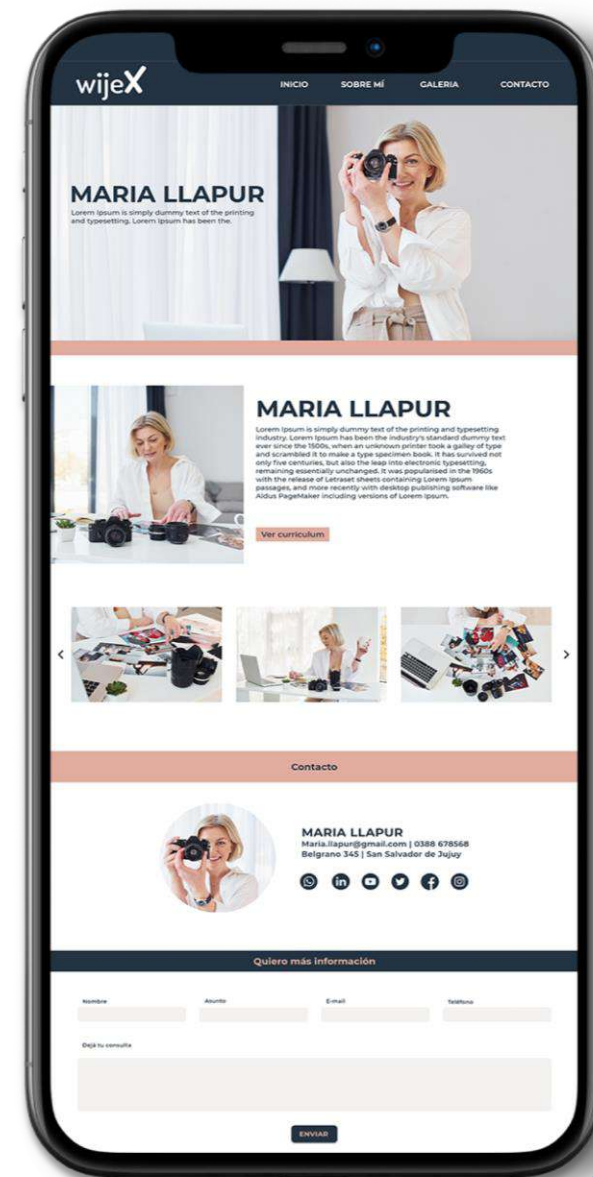 wijeX
INICIO SOBRE MÍ GALERIA CONTACTO
MARIA LLAPUR
Lorem Ipsum is simply dummy text of the printing
and typesetting. Lorem Ipsum has been the.
MARIA LLAPUR
Lorem Ipsum is simply dummy text of the printing and typesetting
industry. Lorem Ipsum has been the industry's standard dummy text
ever since the 1500s, when an unknown printer took a galley of type
and scrambled it to make a type specimen book. It has survived not
only five centuries, but also the leap into electronic typesetting,
remaining essentially unchanged. It was popularised in the 1960s
with the release of Letraset sheets containing Lorem Ipsum
passages, and more recently with desktop publishing software like
Aldus PageMaker including versions of Lorem Ipsum.
Ver curriculum
Contacto
MARIA LLAPUR
Maria.llapur@gmail.com | 0388 678568
Belgrano 345 | San Salvador de Jujuy
Quiero más información
Nombre Asunto E-mail Teléfono
Dejá tu consulta
ENVIAR